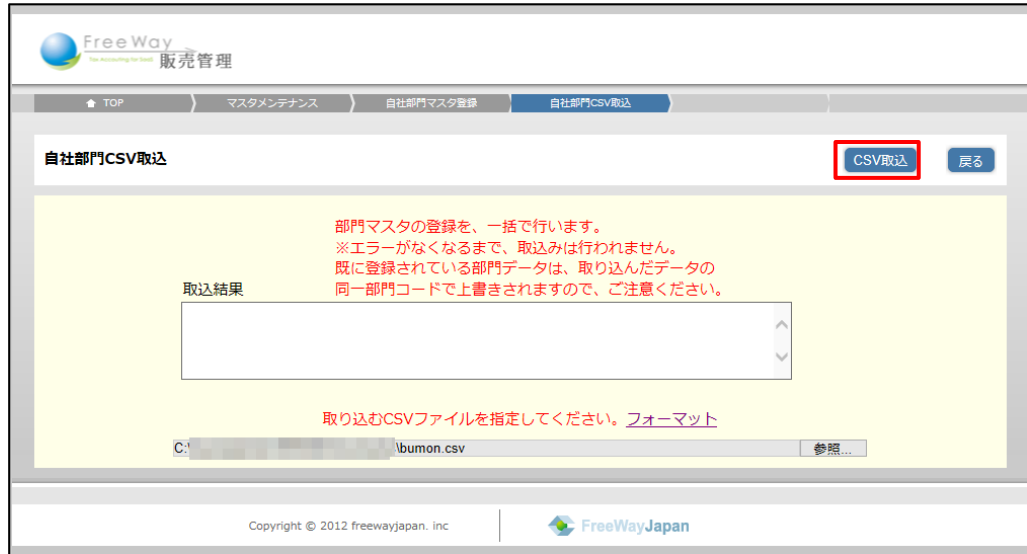 FreeWay
Tax Accounting for SaaS
販売管理
TOP
マスタメンテナンス
自社部門マスタ登録
自社部門CSV取込
自社部門CSV取込
CSV取込
戻る
部門マスタの登録を、一括で行います。
※エラーがなくなるまで、取込みは行われません。
既に登録されている部門データは、取り込んだデータの
取込結果
同一部門コードで上書きされますので、ご注意ください。
取り込むCSVファイルを指定してください。フォーマット
C:\
\bumon.csv
参照...
Copyright © 2012 freewayjapan. inc
FreeWayJapan